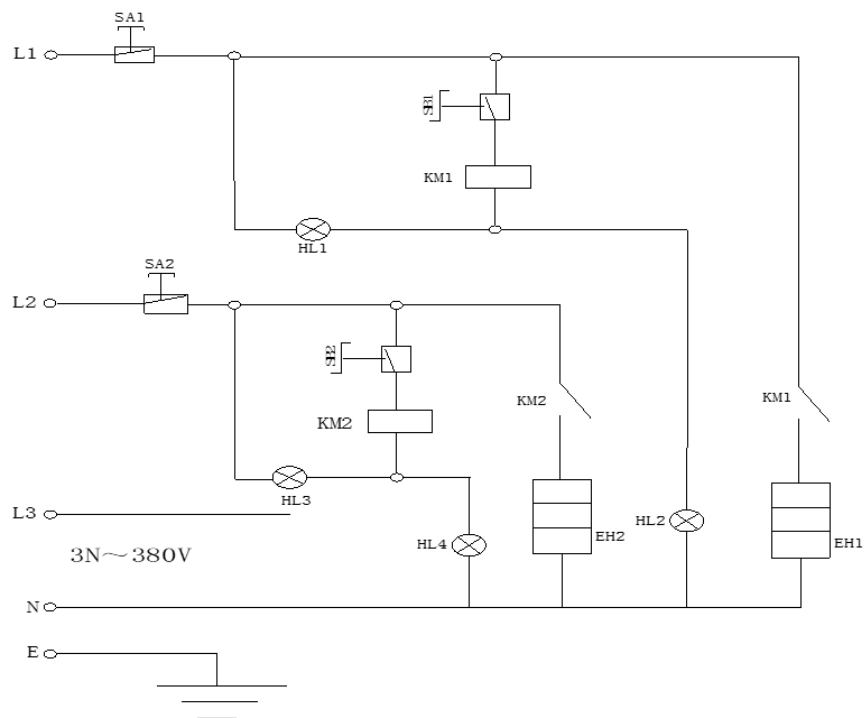 SA1
L1
SB1
KM1
HL1
SA2
L2
SB2
KM2
KM2
KM1
HL3
L3
HL2
HL4
EH2
EH1
3N～380V
N
E